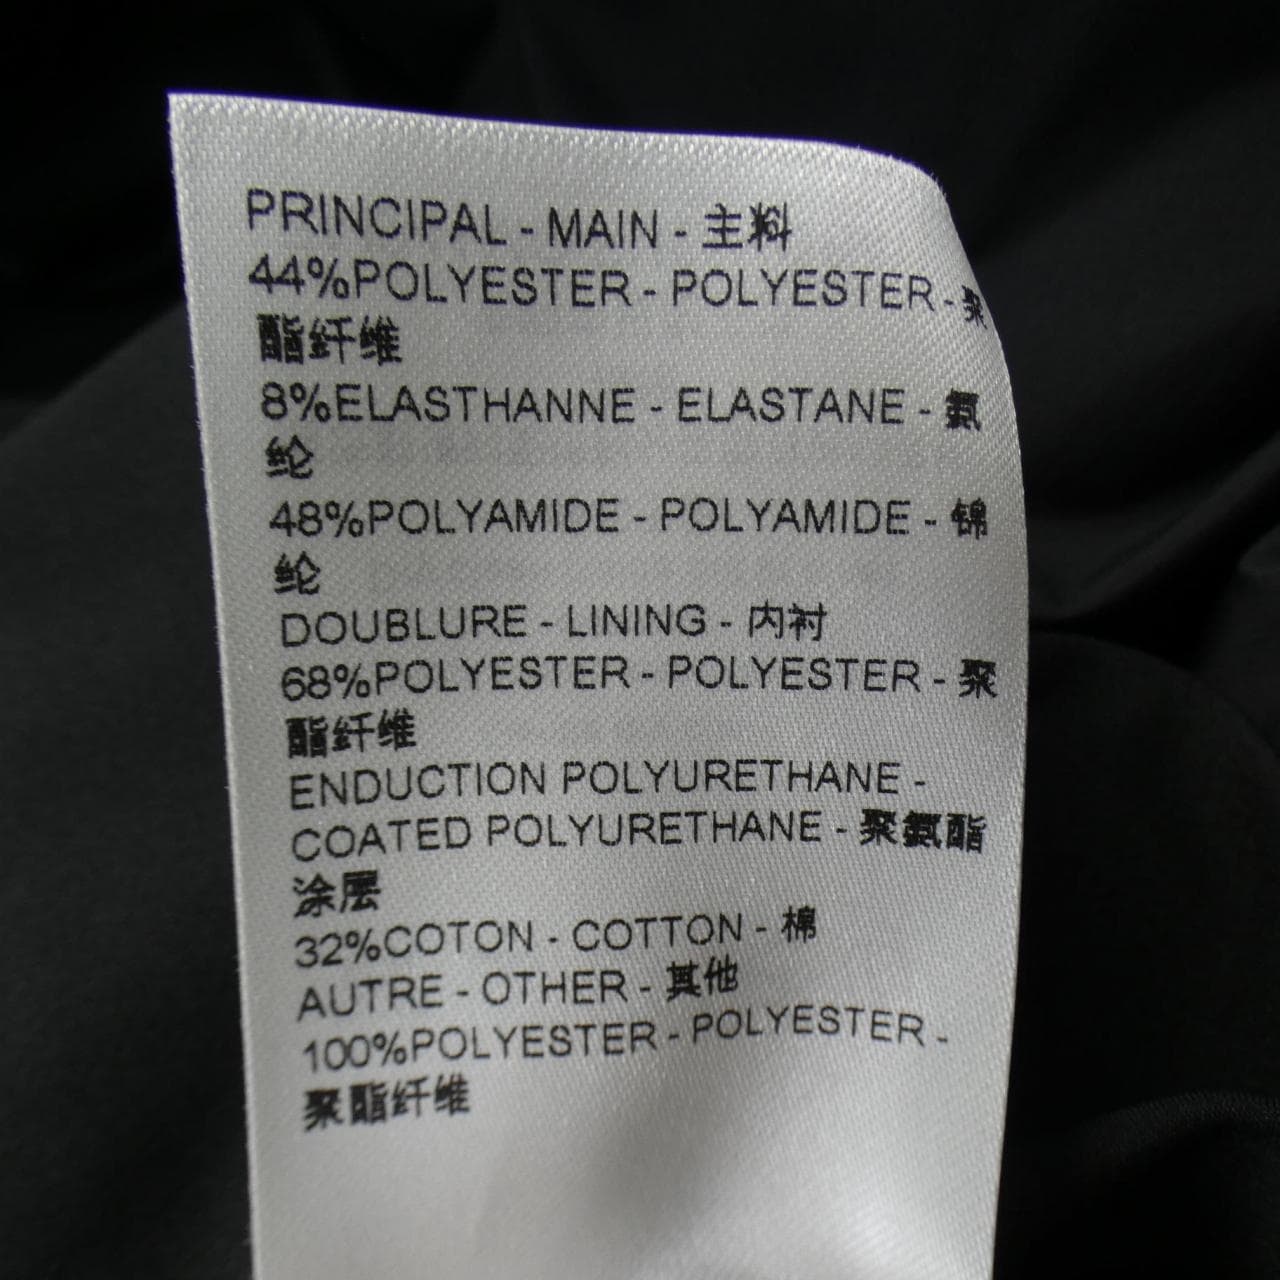 PRINCIPAL - MAIN - 主料
44%POLYESTER - POLYESTER - 聚
酯纤维
8%ELASTHANNE - ELASTANE - 氨
纶
48%POLYAMIDE - POLYAMIDE - 锦
纶
DOUBLURE - LINING - 内衬
68%POLYESTER - POLYESTER - 聚
酯纤维
ENDUCTION POLYURETHANE -
COATED POLYURETHANE - 聚氨酯
涂层
32%COTON - COTTON - 棉
AUTRE - OTHER - 其他
100%POLYESTER - POLYESTER -
聚酯纤维